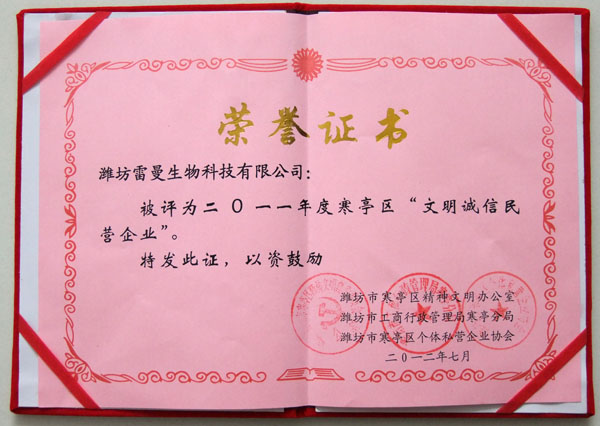 荣誉证书
潍坊雷曼生物科技有限公司：
被评为二〇一一年度寒亭区“文明诚信民
营企业”。
特发此证，以资鼓励
潍坊市寒亭区精神文明办公室
潍坊市工商行政管理局寒亭分局
潍坊市寒亭区个体私营企业协会
二〇一二年七月